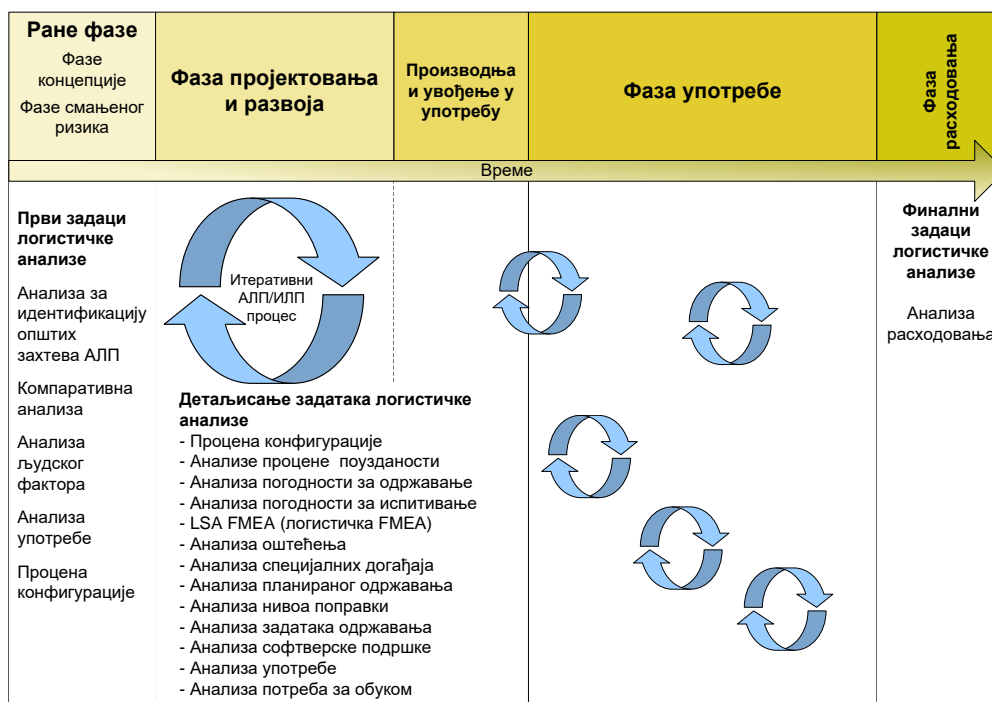 Ране фазе
Фазе
концепције
Фазе смањеног
ризика
Фаза пројектовања
и развоја
Производња
и увођење у
употребу
Фаза употребе
Фаза
расходовања
Време
Први задаци
логистичке
анализе
Анализа за
идентификацију
општих
захтева АЛП
Компаративна
анализа
Анализа
људског
фактора
Анализа
употребе
Процена
конфигурације
Итеративни
АЛП/ИЛП
процес
Детаљисање задатака логистичке
анализе
- Процена конфигурације
- Анализе процене поузданости
- Анализа погодности за одржавање
- Анализа погодности за испитивање
- LSA FMEA (логистичка FMEA)
- Анализа оштећења
- Анализа специјалних догађаја
- Анализа планираног одржавања
- Анализа нивоа поправки
- Анализа задатака одржавања
- Анализа софтверске подршке
- Анализа употребе
- Анализа потреба за обуком
Финални
задаци
логистичке
анализе
Анализа
расходовања